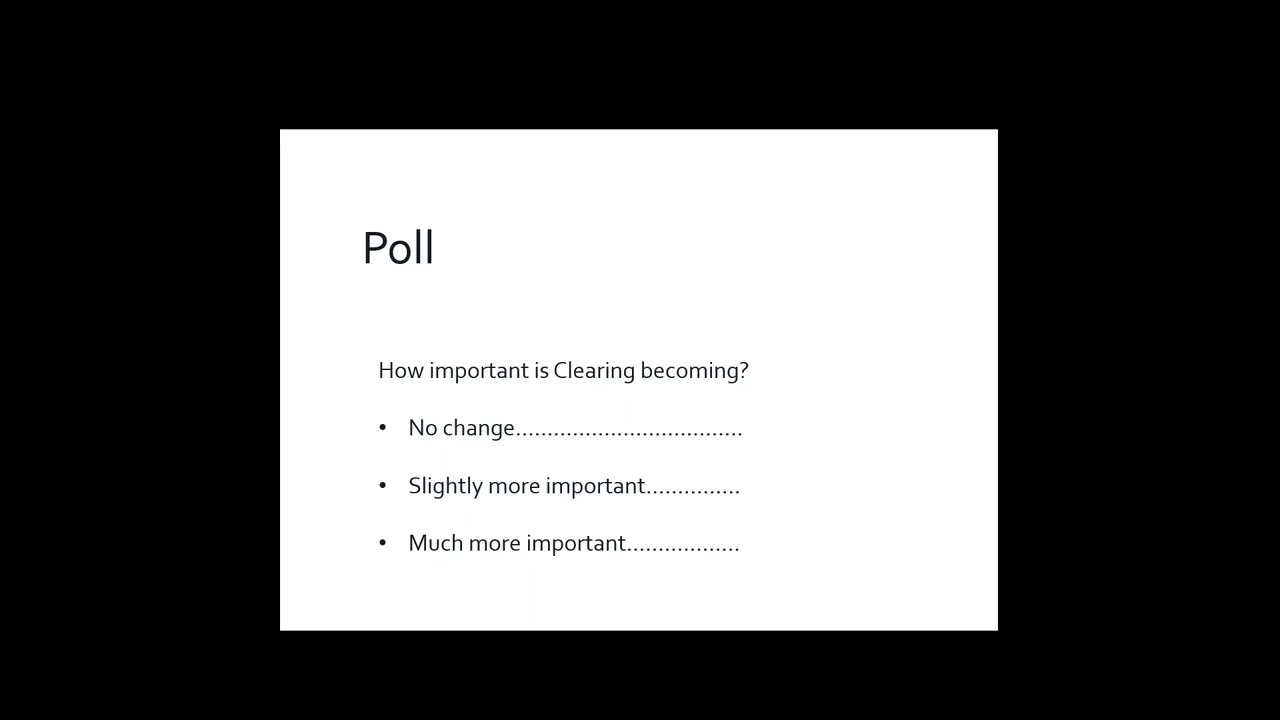 Poll
How important is Clearing becoming?
• No change....................................
• Slightly more important...............
• Much more important..................